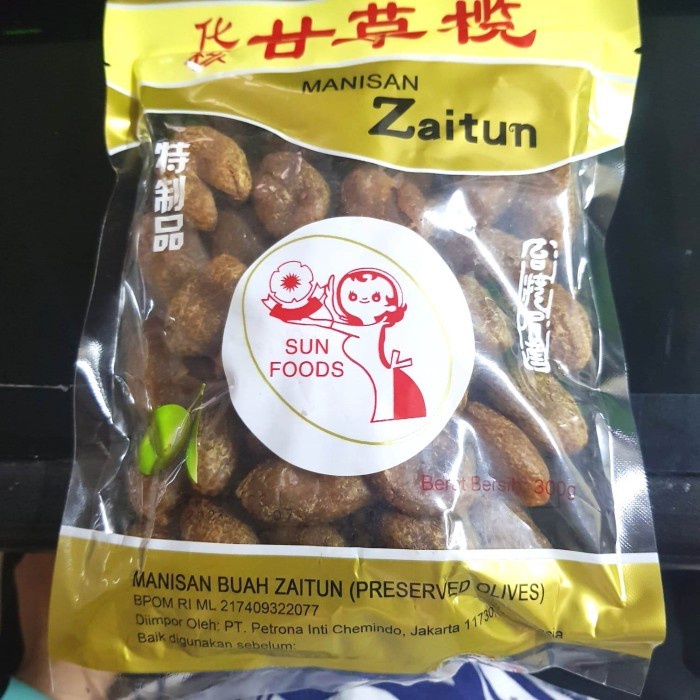 化核 甘草榄
MANISAN
Zaitun
特制品
SUN
FOODS
Berat Bersih: 300g
MANISAN BUAH ZAITUN (PRESERVED OLIVES)
BPOM RI ML 217409322077
Diimpor Oleh: PT. Petrona Inti Chemindo, Jakarta 11730,
Baik digunakan sebelum: